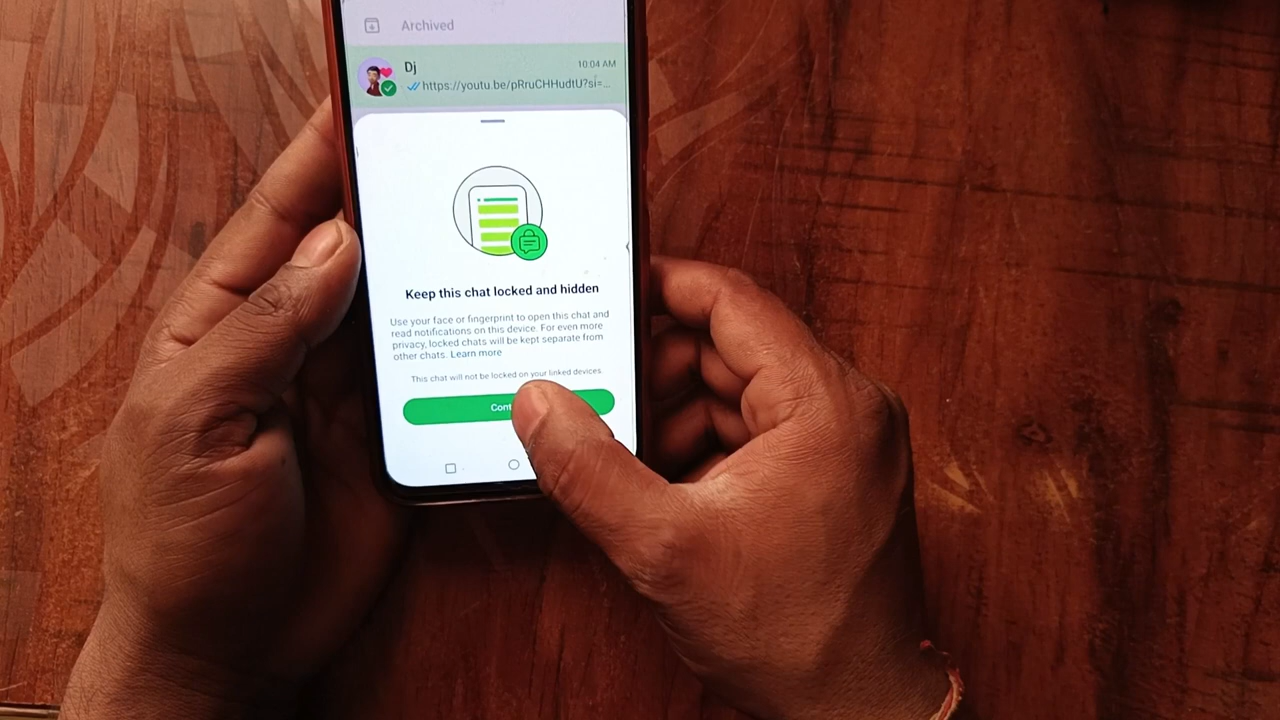 Archived
Dj
10:04 AM
https://youtu.be/pRruCHHudtU?si=...
Keep this chat locked and hidden
Use your face or fingerprint to open this chat and
read notifications on this device. For even more
privacy, locked chats will be kept separate from
other chats. Learn more
This chat will not be locked on your linked devices.
Cont